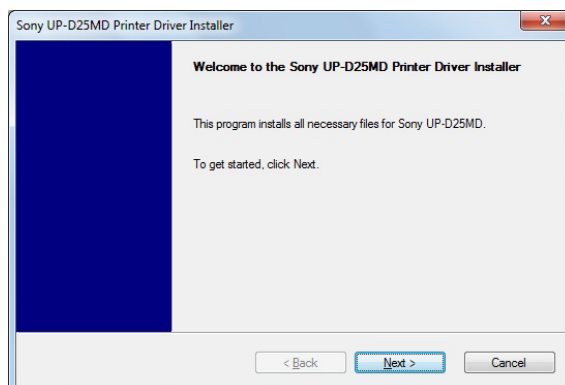 Sony UP-D25MD Printer Driver Installer
Welcome to the Sony UP-D25MD Printer Driver Installer
This program installs all necessary files for Sony UP-D25MD.
To get started, click Next.
< Back Next > Cancel